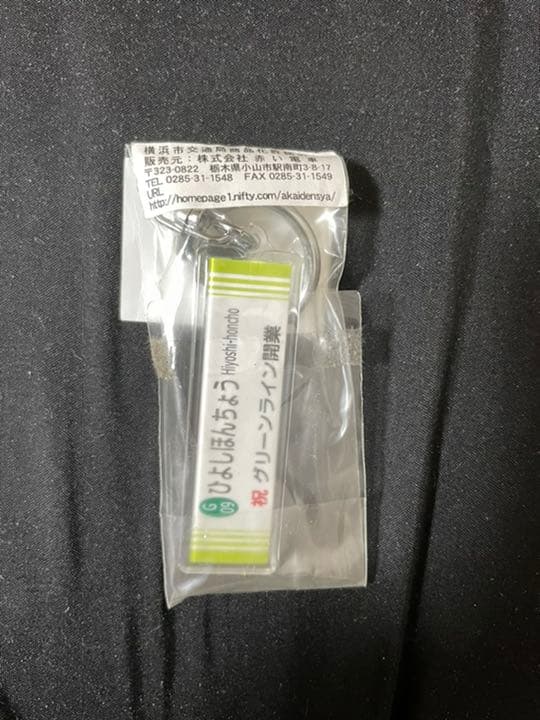 横浜市交通局商品化許諾済
販売元:株式会社 赤い電車
〒323-0822 栃木県小山市駅南町3-8-17
TEL 0285-31-1548 FAX 0285-31-1549
URL
http://homepage1.nifty.com/akaidensya/
G
09
ひよしほんちょう Hiyoshi-honcho
祝 グリーンライン開業